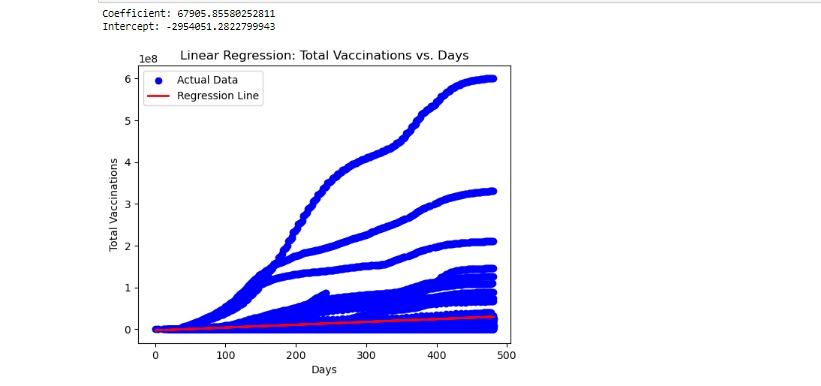 Coefficient: 67905.85580252811
Intercept: -2954051.2822799943
Linear Regression: Total Vaccinations vs. Days
1e8
Actual Data
Regression Line
6
5
4
3
2
1
0
Total Vaccinations
0 100 200 300 400 500
Days